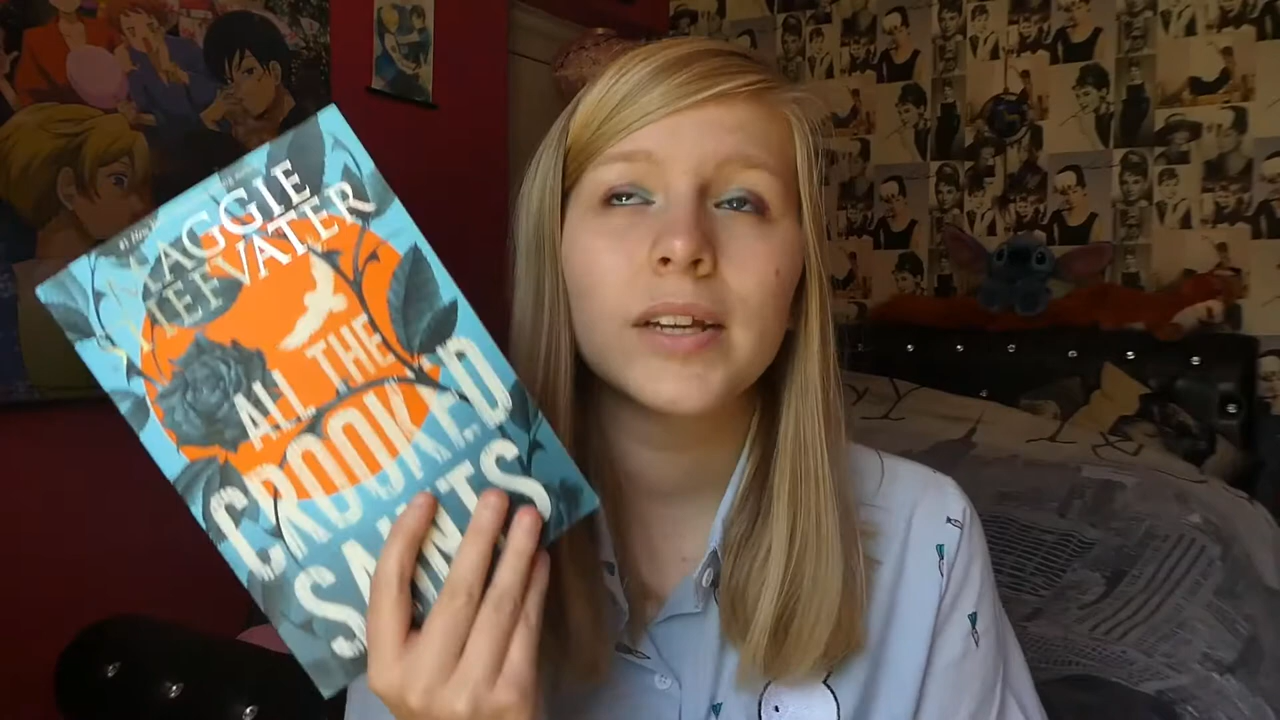 MAGGIE
STIEFVATER
ALL THE
CROOKED
SAINTS